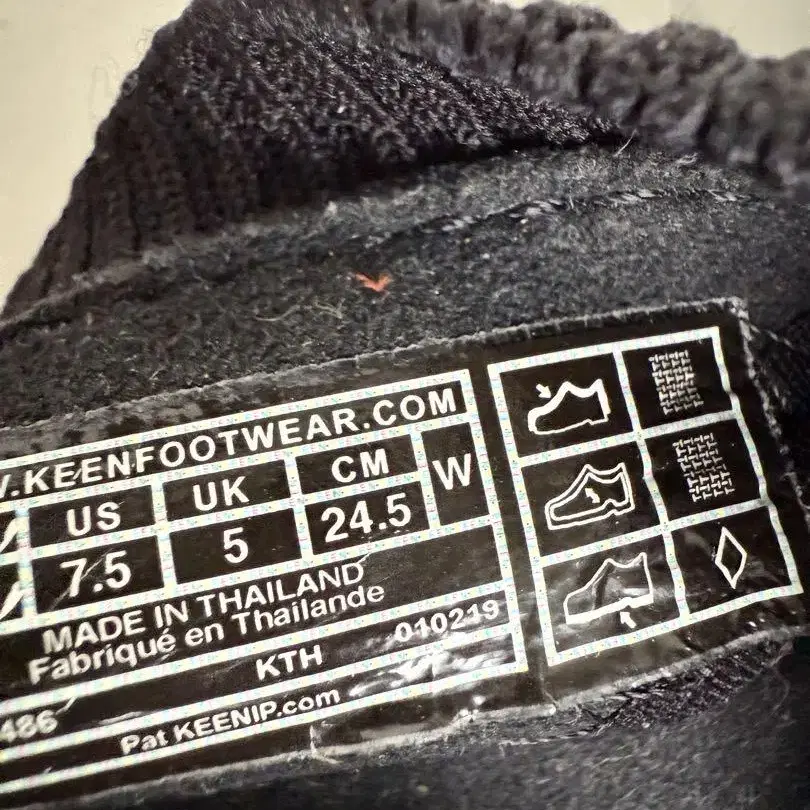 W.KEENFOOTWEAR.COM
US UK CM W
7.5 5 24.5
MADE IN THAILAND
Fabriqué en Thaïlande
486 KTH 010219
Pat KEENIP.com